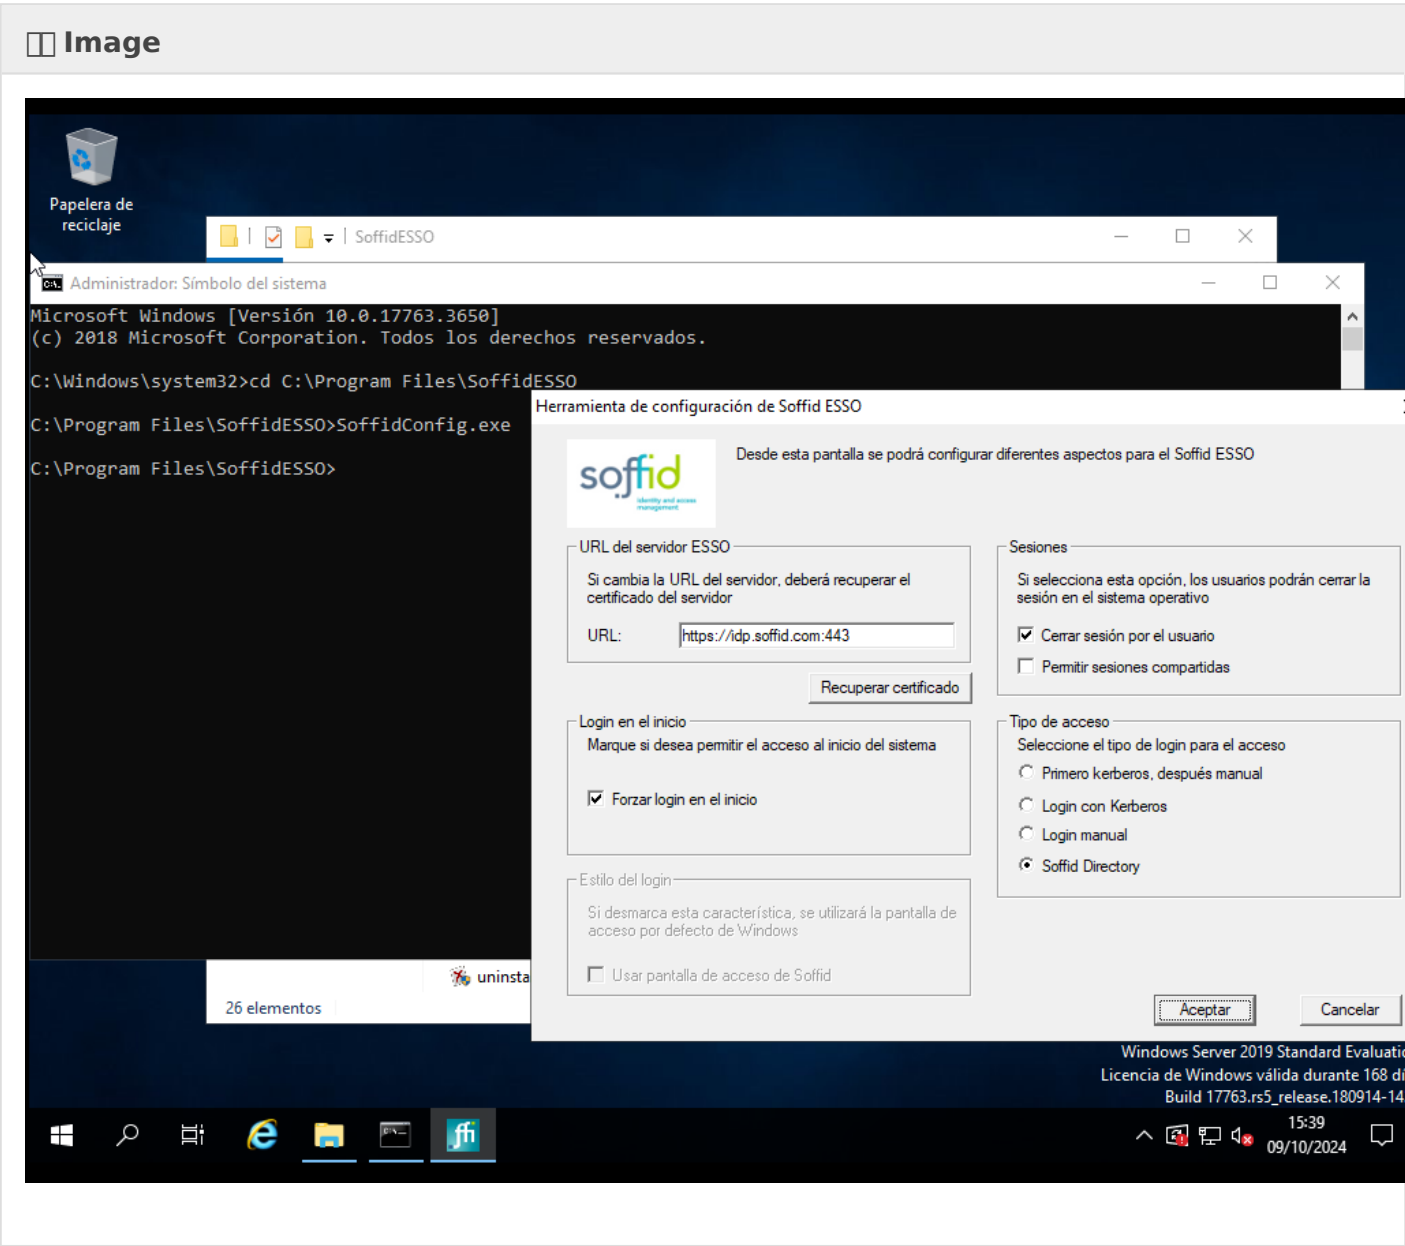 Image
Papelera de
reciclaje
SoffidESSO
Administrador: Símbolo del sistema
Microsoft Windows [Versión 10.0.17763.3650]
(c) 2018 Microsoft Corporation. Todos los derechos reservados.
C:\Windows\system32>cd C:\Program Files\SoffidESSO
C:\Program Files\SoffidESSO>SoffidConfig.exe
C:\Program Files\SoffidESSO>
Herramienta de configuración de Soffid ESSO
soffid
identity and access
management
Desde esta pantalla se podrá configurar diferentes aspectos para el Soffid ESSO
URL del servidor ESSO
Si cambia la URL del servidor, deberá recuperar el
certificado del servidor
URL: https://idp.soffid.com:443
Recuperar certificado
Sesiones
Si selecciona esta opción, los usuarios podrán cerrar la
sesión en el sistema operativo
Cerrar sesión por el usuario
Permitir sesiones compartidas
Login en el inicio
Marque si desea permitir el acceso al inicio del sistema
Forzar login en el inicio
Tipo de acceso
Seleccione el tipo de login para el acceso
Primero kerberos, después manual
Login con Kerberos
Login manual
Soffid Directory
Estilo del login
Si desmarca esta característica, se utilizará la pantalla de
acceso por defecto de Windows
Usar pantalla de acceso de Soffid
Aceptar
Cancelar
uninsta
26 elementos
Windows Server 2019 Standard Evaluatio
Licencia de Windows válida durante 168 dí
Build 17763.rs5_release.180914-14
ffi
15:39
09/10/2024